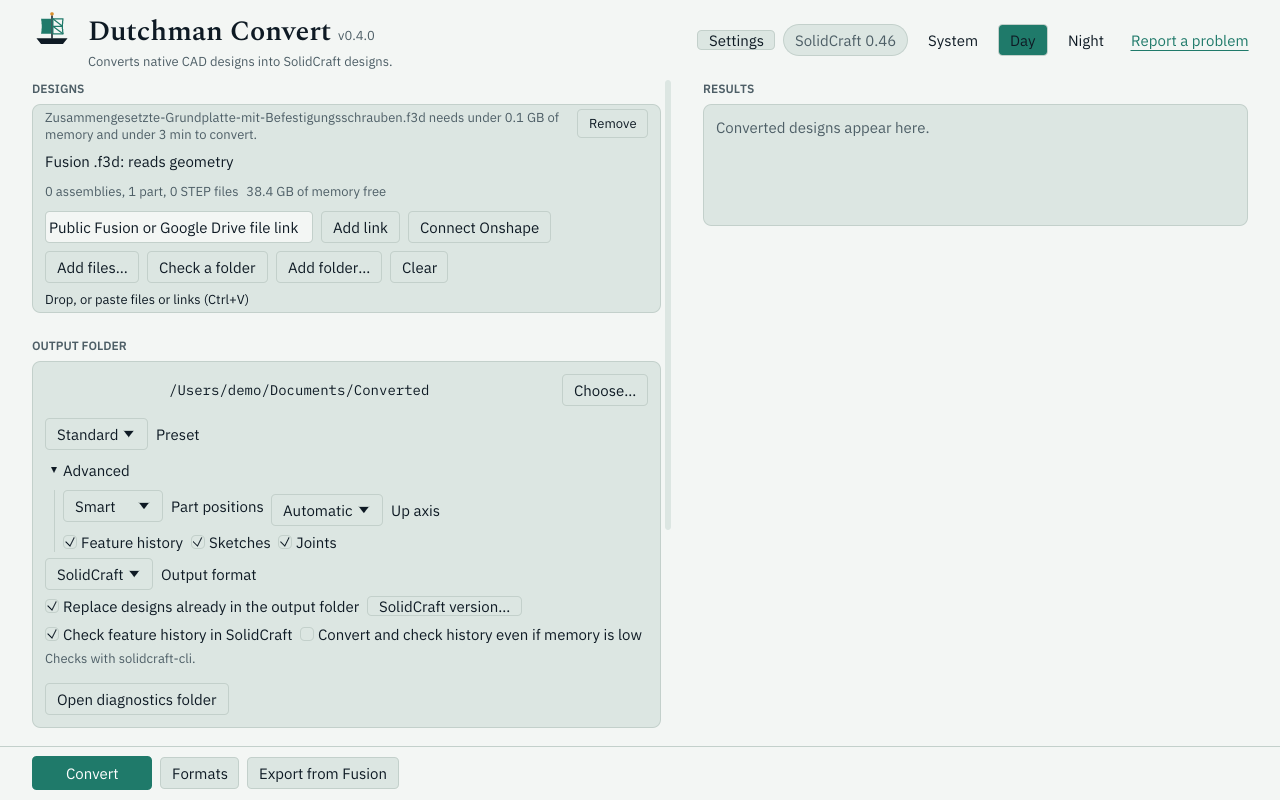 Dutchman Convert v0.4.0
Converts native CAD designs into SolidCraft designs.
Settings
SolidCraft 0.46
System
Day
Night
Report a problem
DESIGNS
Zusammengesetzte-Grundplatte-mit-Befestigungsschrauben.f3d needs under 0.1 GB of
memory and under 3 min to convert.
Remove
Fusion .f3d: reads geometry
0 assemblies, 1 part, 0 STEP files 38.4 GB of memory free
Public Fusion or Google Drive file link
Add link
Connect Onshape
Add files...
Check a folder
Add folder...
Clear
Drop, or paste files or links (Ctrl+V)
OUTPUT FOLDER
/Users/demo/Documents/Converted
Choose...
Standard
Preset
Advanced
Smart
Part positions
Automatic
Up axis
Feature history
Sketches
Joints
SolidCraft
Output format
Replace designs already in the output folder
SolidCraft version...
Check feature history in SolidCraft
Convert and check history even if memory is low
Checks with solidcraft-cli.
Open diagnostics folder
RESULTS
Converted designs appear here.
Convert
Formats
Export from Fusion